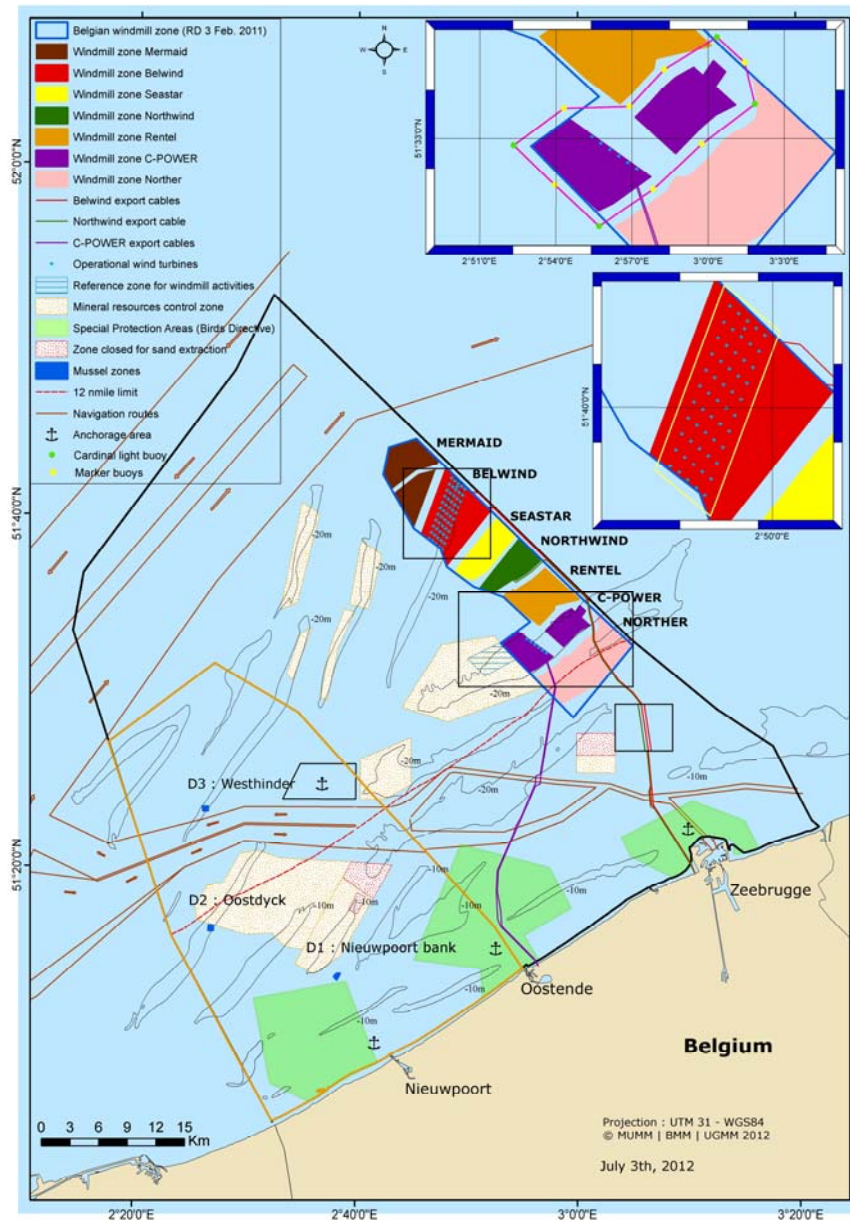 Belgian windmill zone (RD 3 Feb. 2011)
Windmill zone Mermaid
Windmill zone Belwind
Windmill zone Seastar
Windmill zone Northwind
Windmill zone Rentel
Windmill zone C-POWER
Windmill zone Norther
Belwind export cables
Northwind export cable
C-POWER export cables
Operational wind turbines
Reference zone for windmill activities
Mineral resources control zone
Special Protection Areas (Birds Directive)
Zone closed for sand extraction
Mussel zones
12 nmile limit
Navigation routes
Anchorage area
Cardinal light buoy
Marker buoys
N
W
E
S
51°33'0"N
2°51'0"E
2°54'0"E
2°57'0"E
3°0'0"E
3°3'0"E
51°40'0"N
2°50'0"E
52°0'0"N
51°40'0"N
51°20'0"N
MERMAID
BELWIND
SEASTAR
NORTHWIND
RENTEL
C-POWER
NORTHER
-20m
-20m
-20m
-20m
-20m
-20m
-20m
-10m
D3 : Westhinder
D2 : Oostdyck
D1 : Nieuwpoort bank
-10m
-10m
-10m
-10m
-10m
-10m
-10m
Zeebrugge
Oostende
Nieuwpoort
Belgium
0 3 6 9 12 15
Km
Projection : UTM 31 - WGS84
© MUMM | BMM | UGMM 2012
July 3th, 2012
2°20'0"E
2°40'0"E
3°0'0"E
3°20'0"E